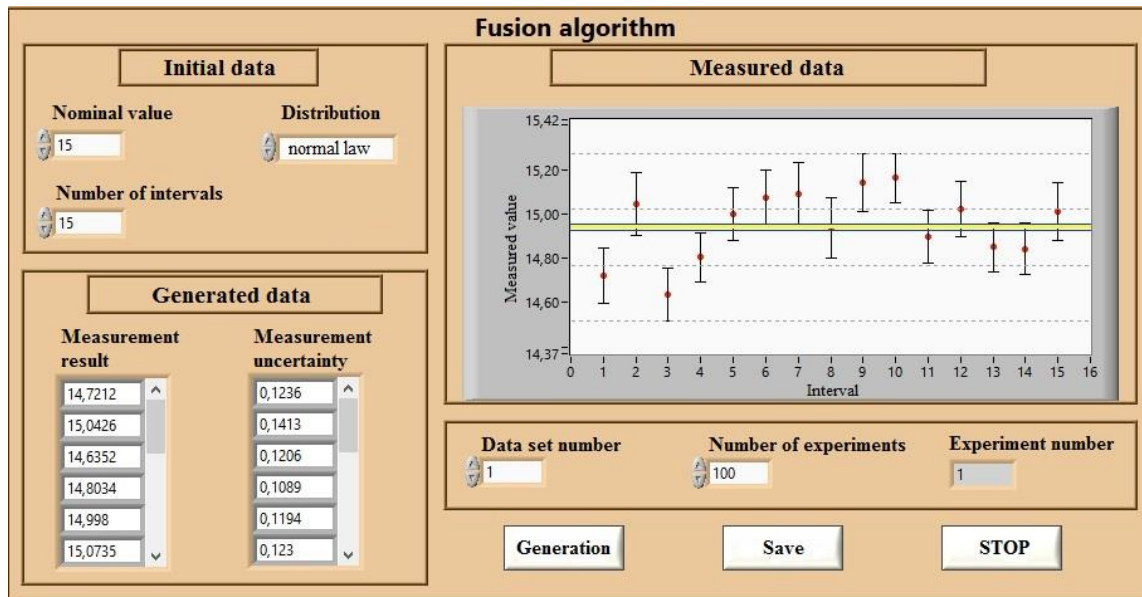 Fusion algorithm
Initial data
Nominal value
15
Distribution
normal law
Number of intervals
15
Generated data
Measurement
result
14,7212
15,0426
14,6352
14,8034
14,998
15,0735
Measurement
uncertainty
0,1236
0,1413
0,1206
0,1089
0,1194
0,123
Measured data
Measured value
15,42
15,20
15,00
14,80
14,60
14,37
0 1 2 3 4 5 6 7 8 9 10 11 12 13 14 15 16
Interval
Data set number
1
Number of experiments
100
Experiment number
1
Generation
Save
STOP